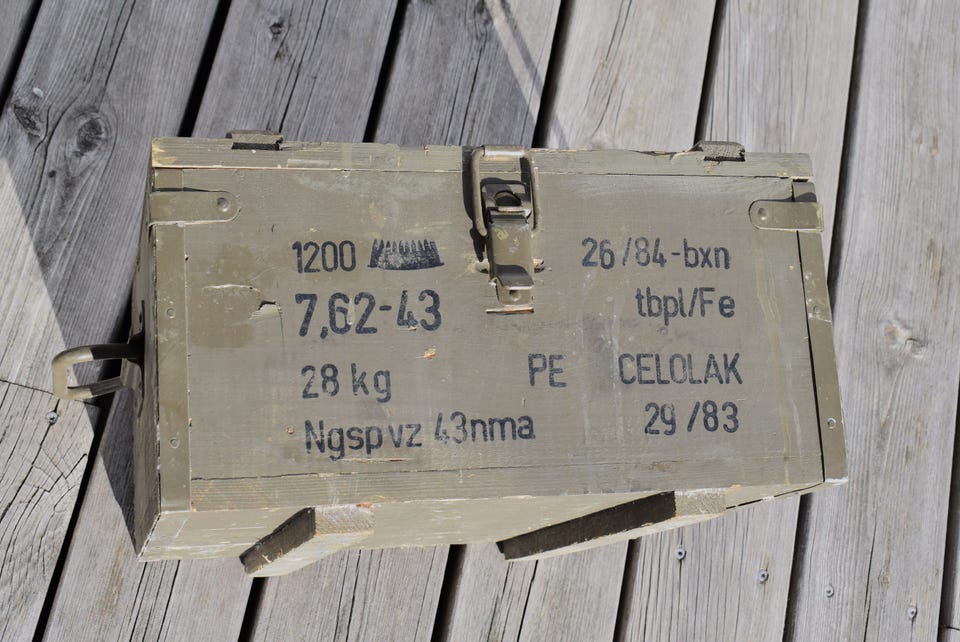 1200
26/84-bxn
7,62-43
tbpl/Fe
28 kg PE CELOLAK
Ngsp vz 43nma 29/83